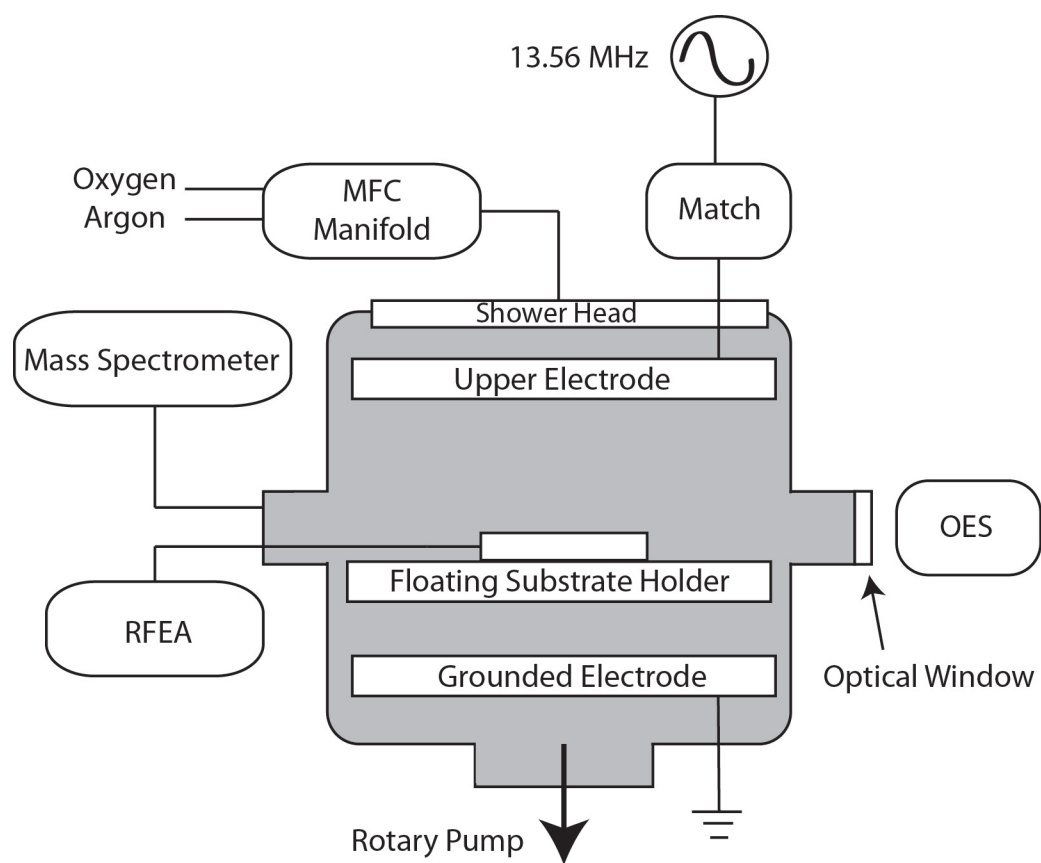 13.56 MHz
Oxygen
Argon
MFC
Manifold
Match
Shower Head
Mass Spectrometer
Upper Electrode
OES
Floating Substrate Holder
RFEA
Grounded Electrode
Optical Window
Rotary Pump